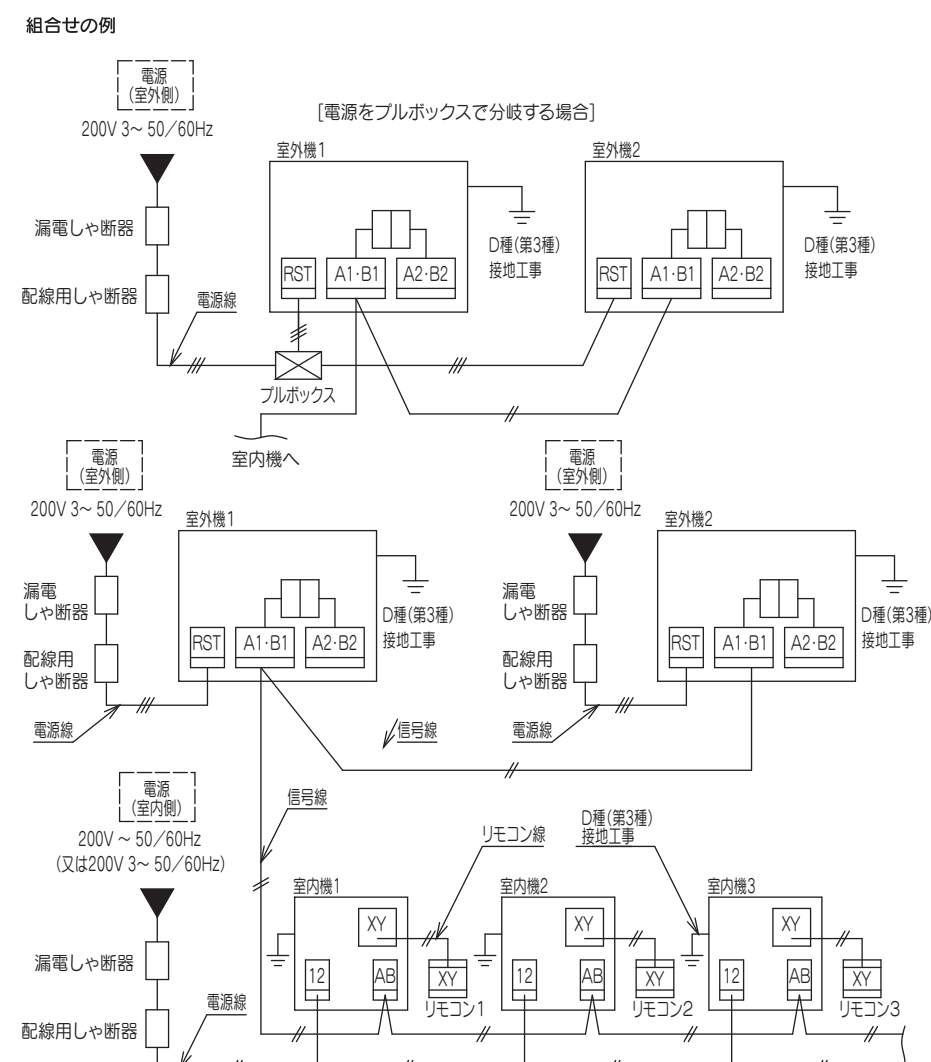 組合せの例
電源
(室外側)
200V 3~ 50/60Hz
[電源をプルボックスで分岐する場合]
室外機1
室外機2
漏電しゃ断器
配線用しゃ断器
電源線
RST
A1·B1
A2·B2
D種(第3種)
接地工事
RST
A1·B1
A2·B2
D種(第3種)
接地工事
プルボックス
室内機へ
電源
(室外側)
200V 3~ 50/60Hz
室外機1
漏電
しゃ断器
配線用
しゃ断器
電源線
RST
A1·B1
A2·B2
D種(第3種)
接地工事
電源
(室外側)
200V 3~ 50/60Hz
室外機2
漏電
しゃ断器
配線用
しゃ断器
電源線
RST
A1·B1
A2·B2
D種(第3種)
接地工事
信号線
信号線
電源
(室内側)
200V ~ 50/60Hz
(又は200V 3~ 50/60Hz)
漏電しゃ断器
配線用しゃ断器
電源線
リモコン線
D種(第3種)
接地工事
室内機1
XY
12
AB
XY
リモコン1
室内機2
XY
12
AB
XY
リモコン2
室内機3
XY
12
AB
XY
リモコン3